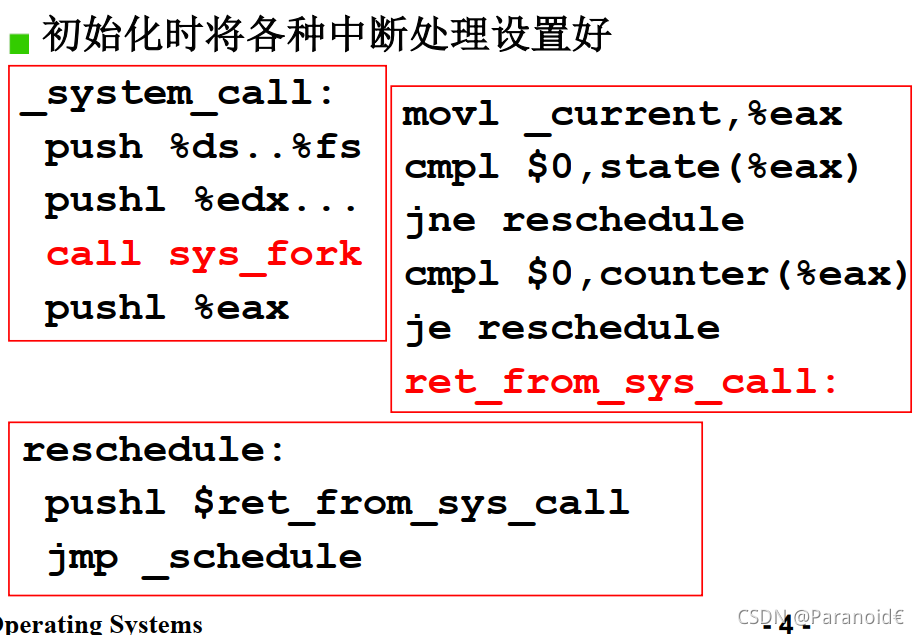 初始化时将各种中断处理设置好
_system_call:
push %ds..%fs
pushl %edx...
call sys_fork
pushl %eax
movl _current,%eax
cmpl $0,state(%eax)
jne reschedule
cmpl $0,counter(%eax)
je reschedule
ret_from_sys_call:
reschedule:
pushl $ret_from_sys_call
jmp _schedule
Operating Systems
- 4 -
CSDN @Paranoid€